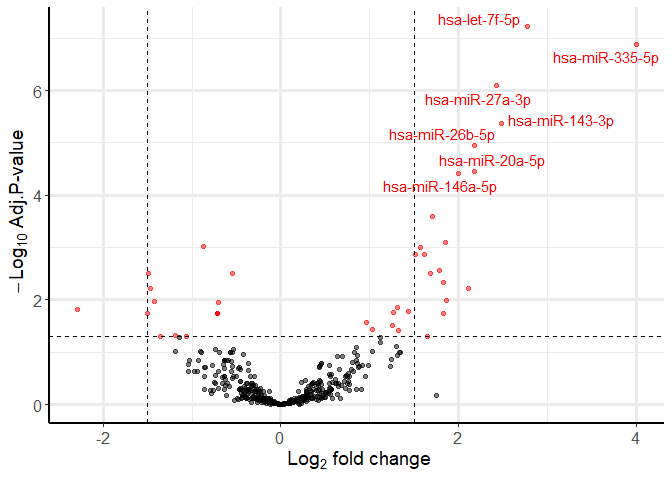 hsa-let-7f-5p
hsa-miR-335-5p
hsa-miR-27a-3p
hsa-miR-143-3p
hsa-miR-26b-5p
hsa-miR-20a-5p
hsa-miR-146a-5p
−Log₁₀ Adj.P-value
6
4
2
0
-2 0 2 4
Log₂ fold change